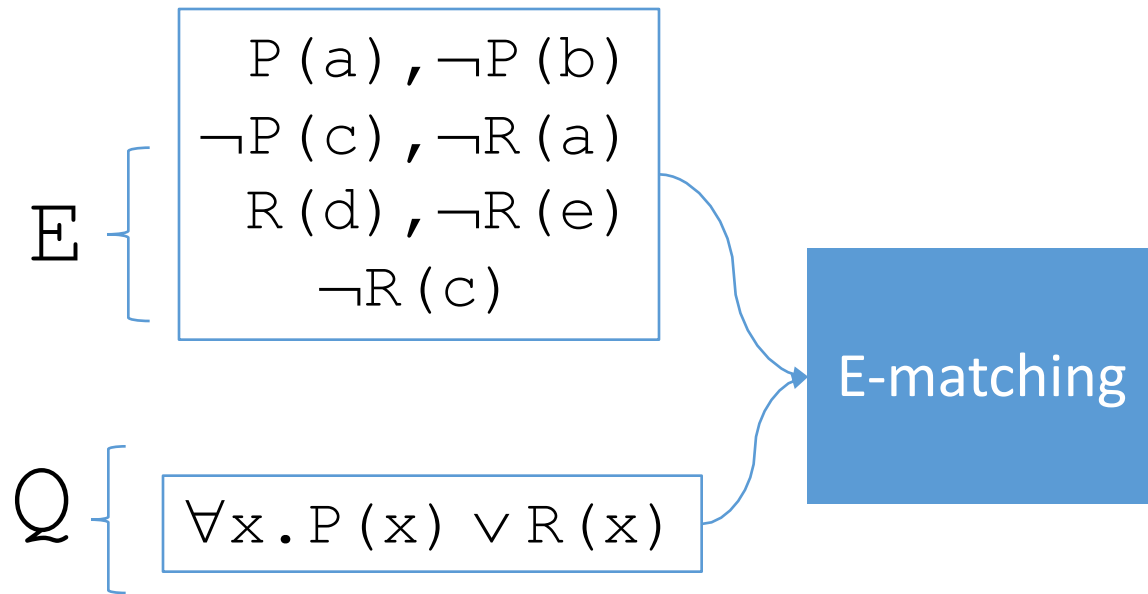 P(a),¬P(b)
¬P(c),¬R(a)
R(d),¬R(e)
¬R(c)
E
E-matching
Q
∀x.P(x) ∨ R(x)